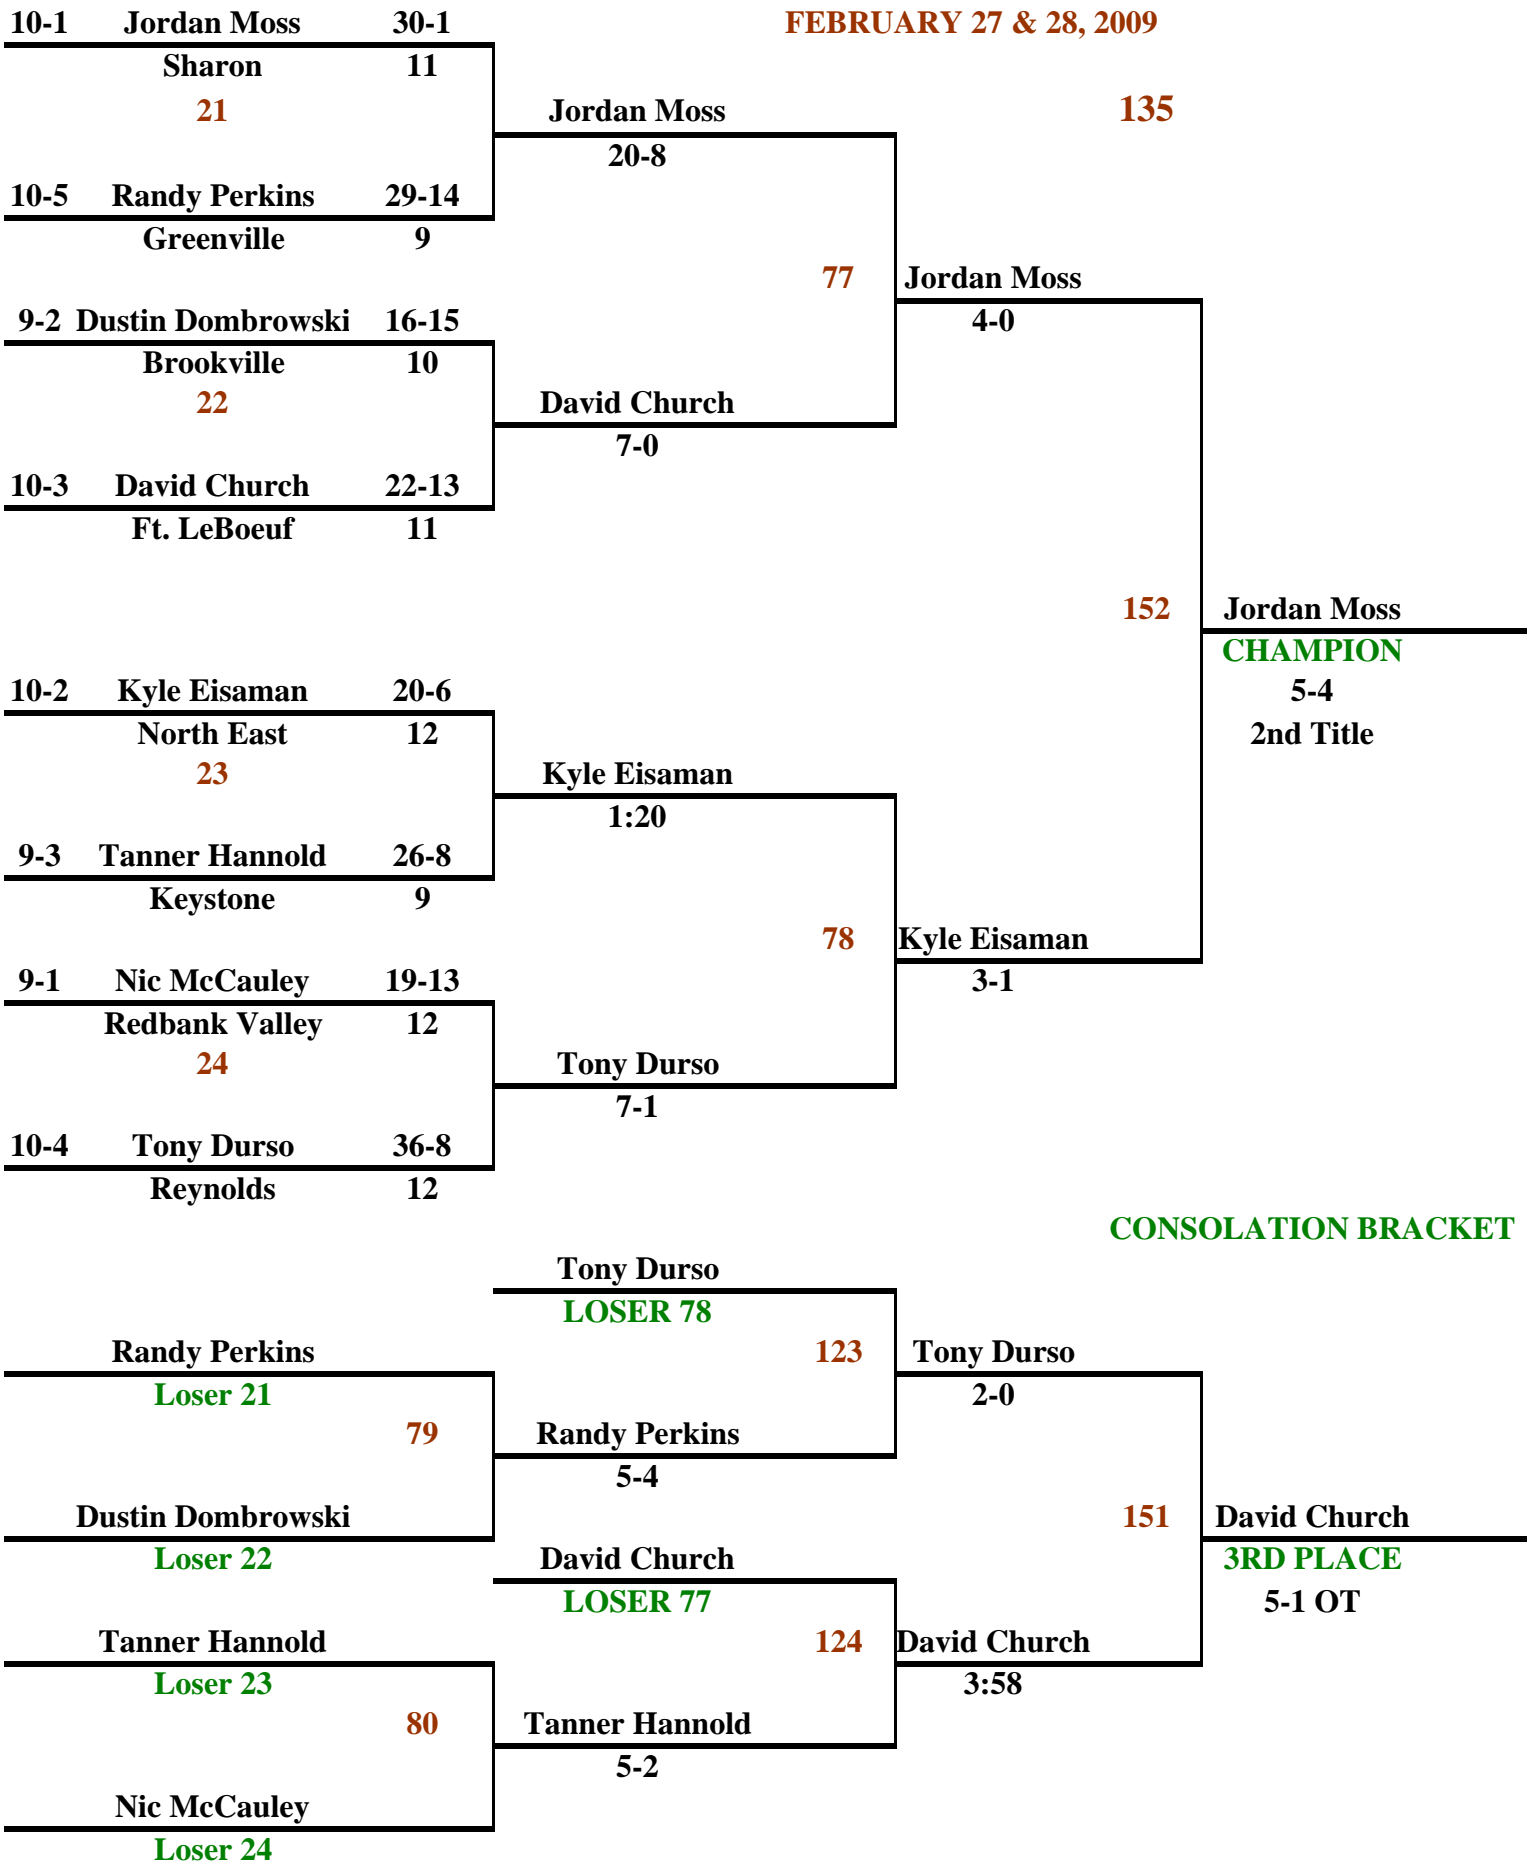 10-1 Jordan Moss 30-1 FEBRUARY 27 & 28, 2009
Sharon 11
21 Jordan Moss 135
20-8
10-5 Randy Perkins 29-14
Greenville 9
77 Jordan Moss
9-2 Dustin Dombrowski 16-15 4-0
Brookville 10
22 David Church
7-0
10-3 David Church 22-13
Ft. LeBoeuf 11
152 Jordan Moss
CHAMPION
10-2 Kyle Eisaman 20-6 5-4
North East 12 2nd Title
23 Kyle Eisaman
1:20
9-3 Tanner Hannold 26-8
Keystone 9
78 Kyle Eisaman
9-1 Nic McCauley 19-13 3-1
Redbank Valley 12
24 Tony Durso
7-1
10-4 Tony Durso 36-8
Reynolds 12
CONSOLATION BRACKET
Tony Durso
LOSER 78
Randy Perkins 123 Tony Durso
Loser 21 2-0
79 Randy Perkins
5-4
Dustin Dombrowski 151 David Church
Loser 22 David Church 3RD PLACE
LOSER 77 5-1 OT
Tanner Hannold 124 David Church
Loser 23 3:58
80 Tanner Hannold
5-2
Nic McCauley
Loser 24